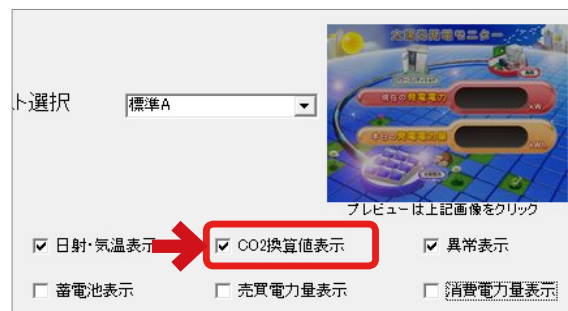 太陽光発電モニター
ト選択
標準A
現在の発電電力
kW
本日の発電電力量
kWh
プレビューは上記画像をクリック
日射・気温表示
CO2換算値表示
異常表示
蓄電池表示
売買電力量表示
消費電力量表示